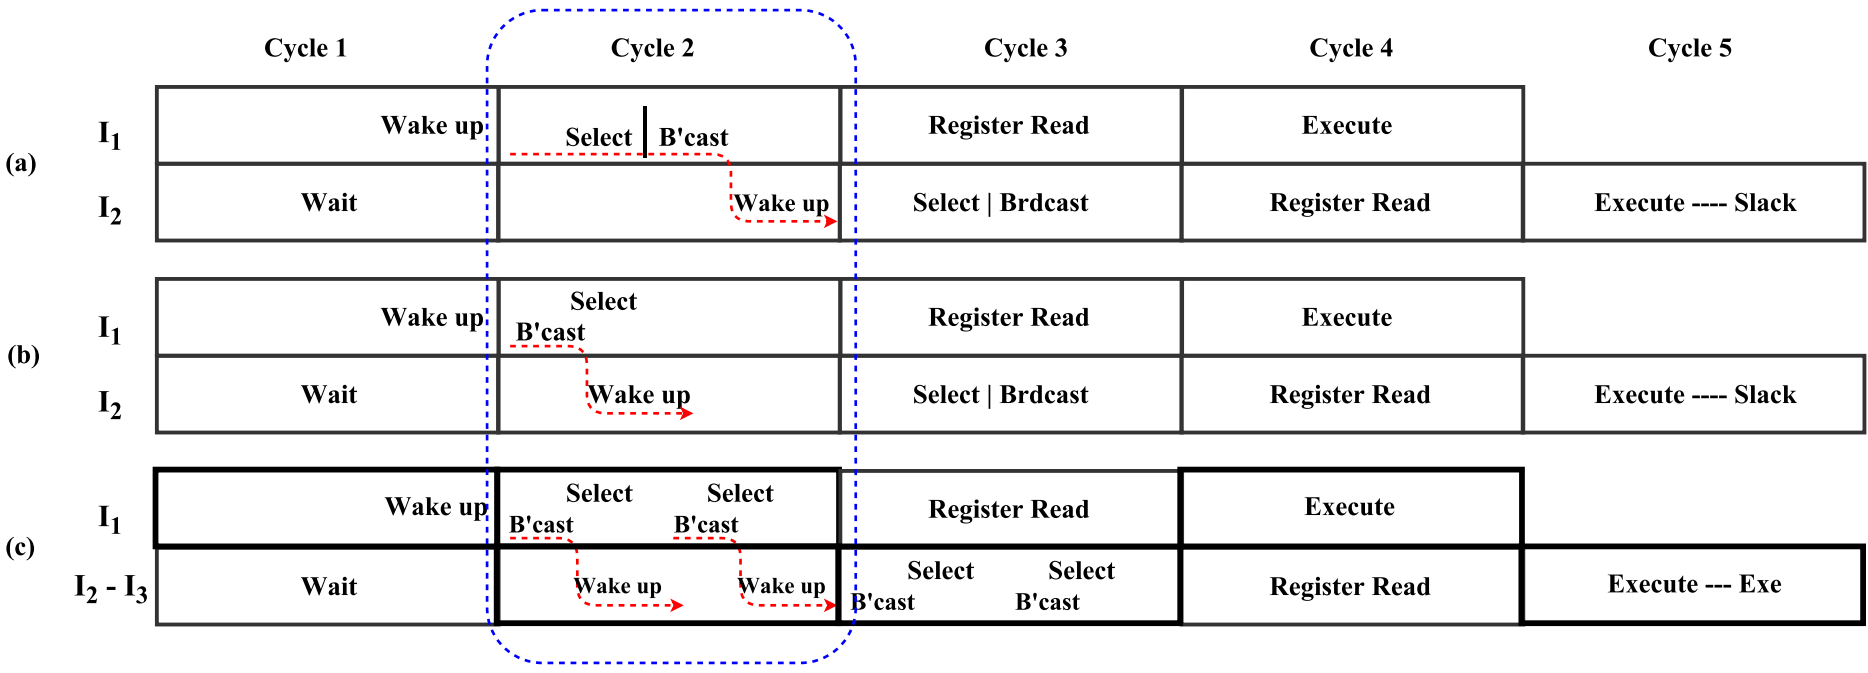 Cycle 1 Cycle 2 Cycle 3 Cycle 4 Cycle 5
(a)
I1 Wake up Select | B'cast Register Read Execute
I2 Wait Wake up Select | Brdcast Register Read Execute ---- Slack
(b)
Select
I1 Wake up B'cast Register Read Execute
I2 Wait Wake up Select | Brdcast Register Read Execute ---- Slack
(c)
Select Select
I1 Wake up B'cast B'cast Register Read Execute
Select Select
I2 - I3 Wait Wake up Wake up B'cast B'cast Register Read Execute --- Exe